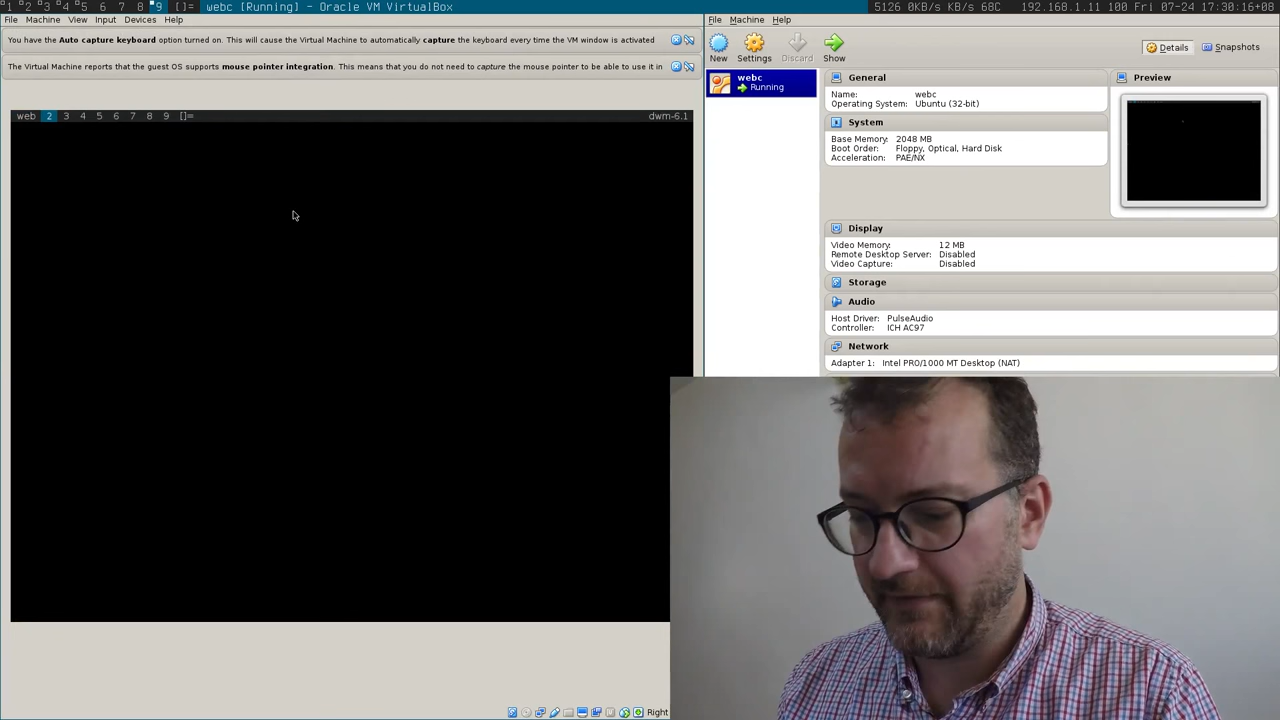 1 2 3 4 5 6 7 8 9 []= webc [Running] - Oracle VM VirtualBox 5126 0KB/s KB/s 68C 192.168.1.11 100 Fri 07-24 17:30:16+08
File Machine View Input Devices Help
You have the Auto capture keyboard option turned on. This will cause the Virtual Machine to automatically capture the keyboard every time the VM window is activated
The Virtual Machine reports that the guest OS supports mouse pointer integration. This means that you do not need to capture the mouse pointer to be able to use it in
web 2 3 4 5 6 7 8 9 []= dwm-6.1
Right
File Machine Help
New Settings Discard Show
Details Snapshots
webc
Running
General
Name: webc
Operating System: Ubuntu (32-bit)
System
Base Memory: 2048 MB
Boot Order: Floppy, Optical, Hard Disk
Acceleration: PAE/NX
Display
Video Memory: 12 MB
Remote Desktop Server: Disabled
Video Capture: Disabled
Storage
Audio
Host Driver: PulseAudio
Controller: ICH AC97
Network
Adapter 1: Intel PRO/1000 MT Desktop (NAT)
Preview